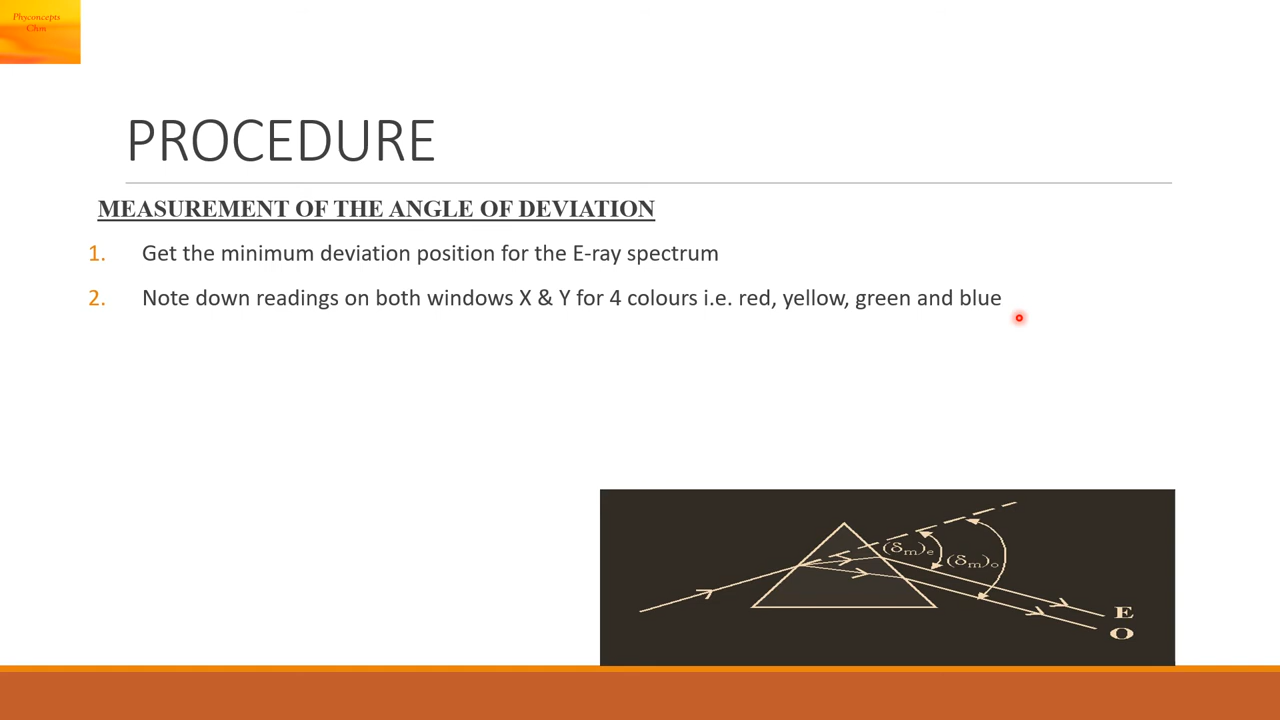 Phyconcepts
Chm
PROCEDURE
MEASUREMENT OF THE ANGLE OF DEVIATION
1. Get the minimum deviation position for the E-ray spectrum
2. Note down readings on both windows X & Y for 4 colours i.e. red, yellow, green and blue
(δm)e
(δm)o
E
O